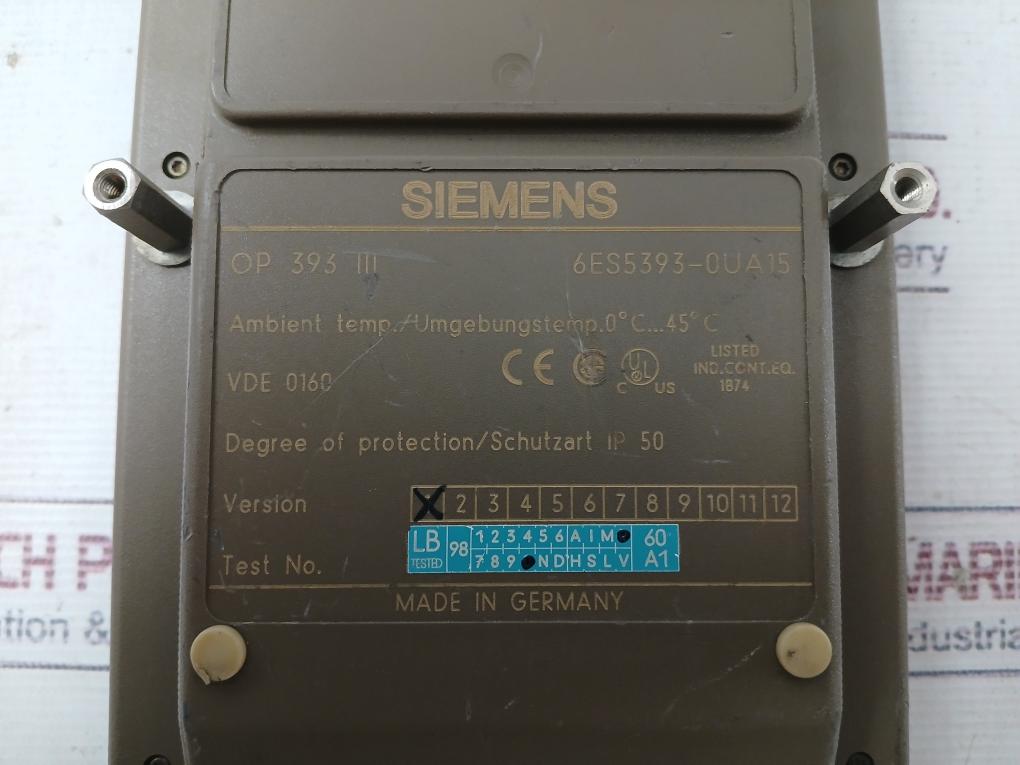 SIEMENS
OP 393 III 6ES5393-0UA15
Ambient temp./Umgebungstemp.0°C...45°C
VDE 0160 CE UL C US LISTED
IND.CONT.EQ.
1B74
Degree of protection/Schutzart IP 50
Version 2 3 4 5 6 7 8 9 10 11 12
Test No. LB TESTED 98 1 2 3 4 5 6 A I M 60
7 8 9 N D H S L V A1
MADE IN GERMANY